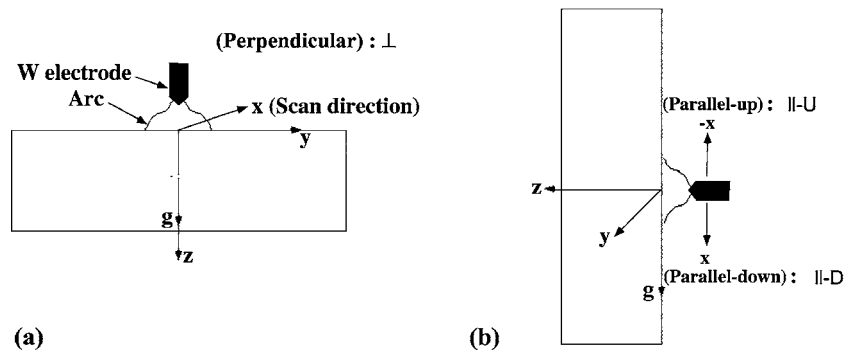 (Perpendicular) : ⊥
W electrode
Arc
x (Scan direction)
y
g
z
(a)
(Parallel-up) : ||-U
-x
z
y
x
(Parallel-down) : ||-D
g
(b)